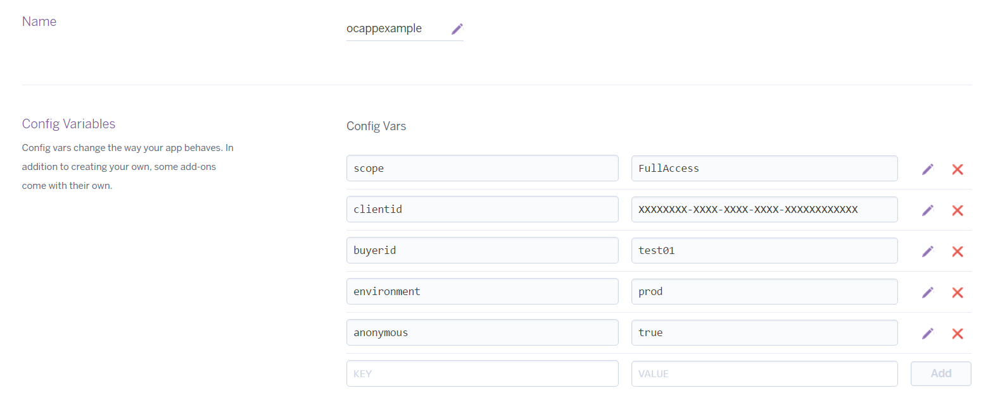 Name
ocappexample
Config Variables
Config vars change the way your app behaves. In
addition to creating your own, some add-ons
come with their own.
Config Vars
scope FullAccess
clientid XXXXXXXX-XXXX-XXXX-XXXX-XXXXXXXXXXXX
buyerid test01
environment prod
anonymous true
KEY VALUE Add